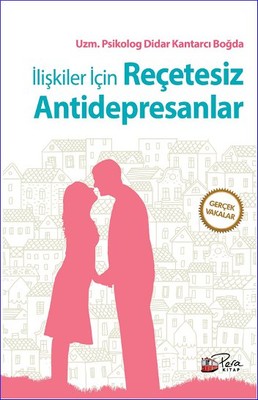 Uzm. Psikolog Didar Kantarcı Boğda
İlişkiler İçin Reçetesiz
Antidepresanlar
GERÇEK
VAKALAR
Pera
KİTAP